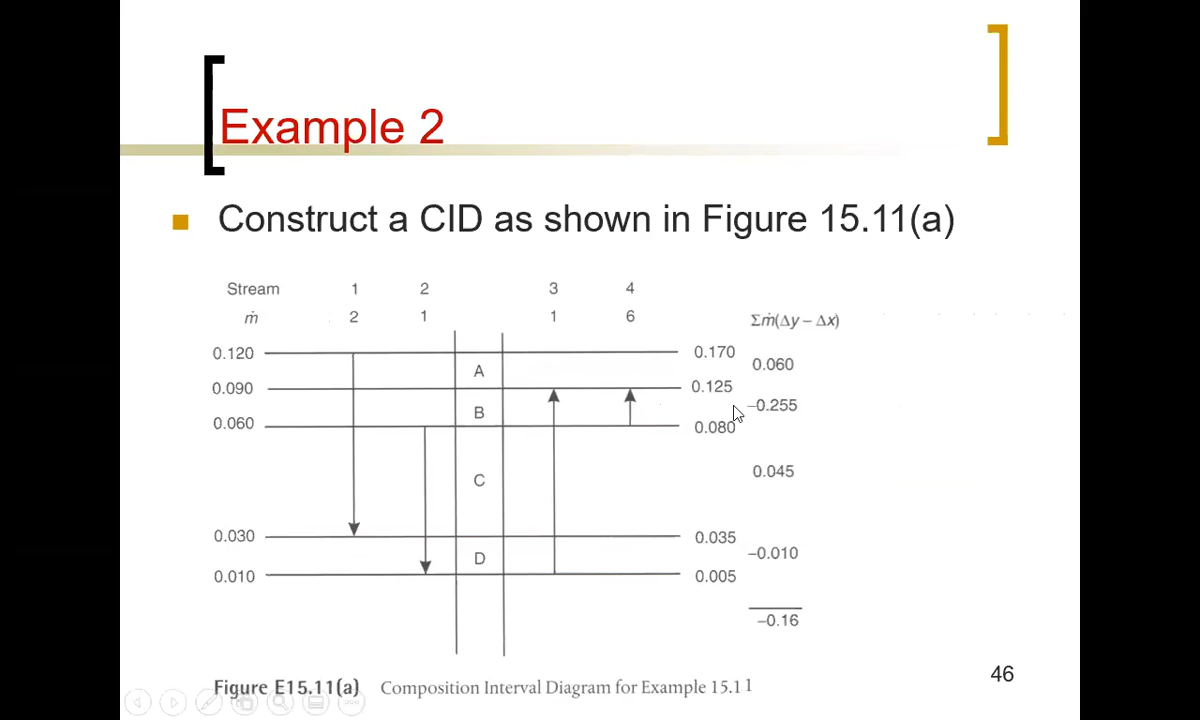 Example 2
Construct a CID as shown in Figure 15.11(a)
Stream 1 2 3 4
ṁ 2 1 1 6
Σṁ(Δy – Δx)
0.120 0.170
A 0.060
0.090 0.125
B –0.255
0.060 0.080
C 0.045
0.030 0.035
D –0.010
0.010 0.005
–0.16
46
Figure E15.11(a) Composition Interval Diagram for Example 15.11